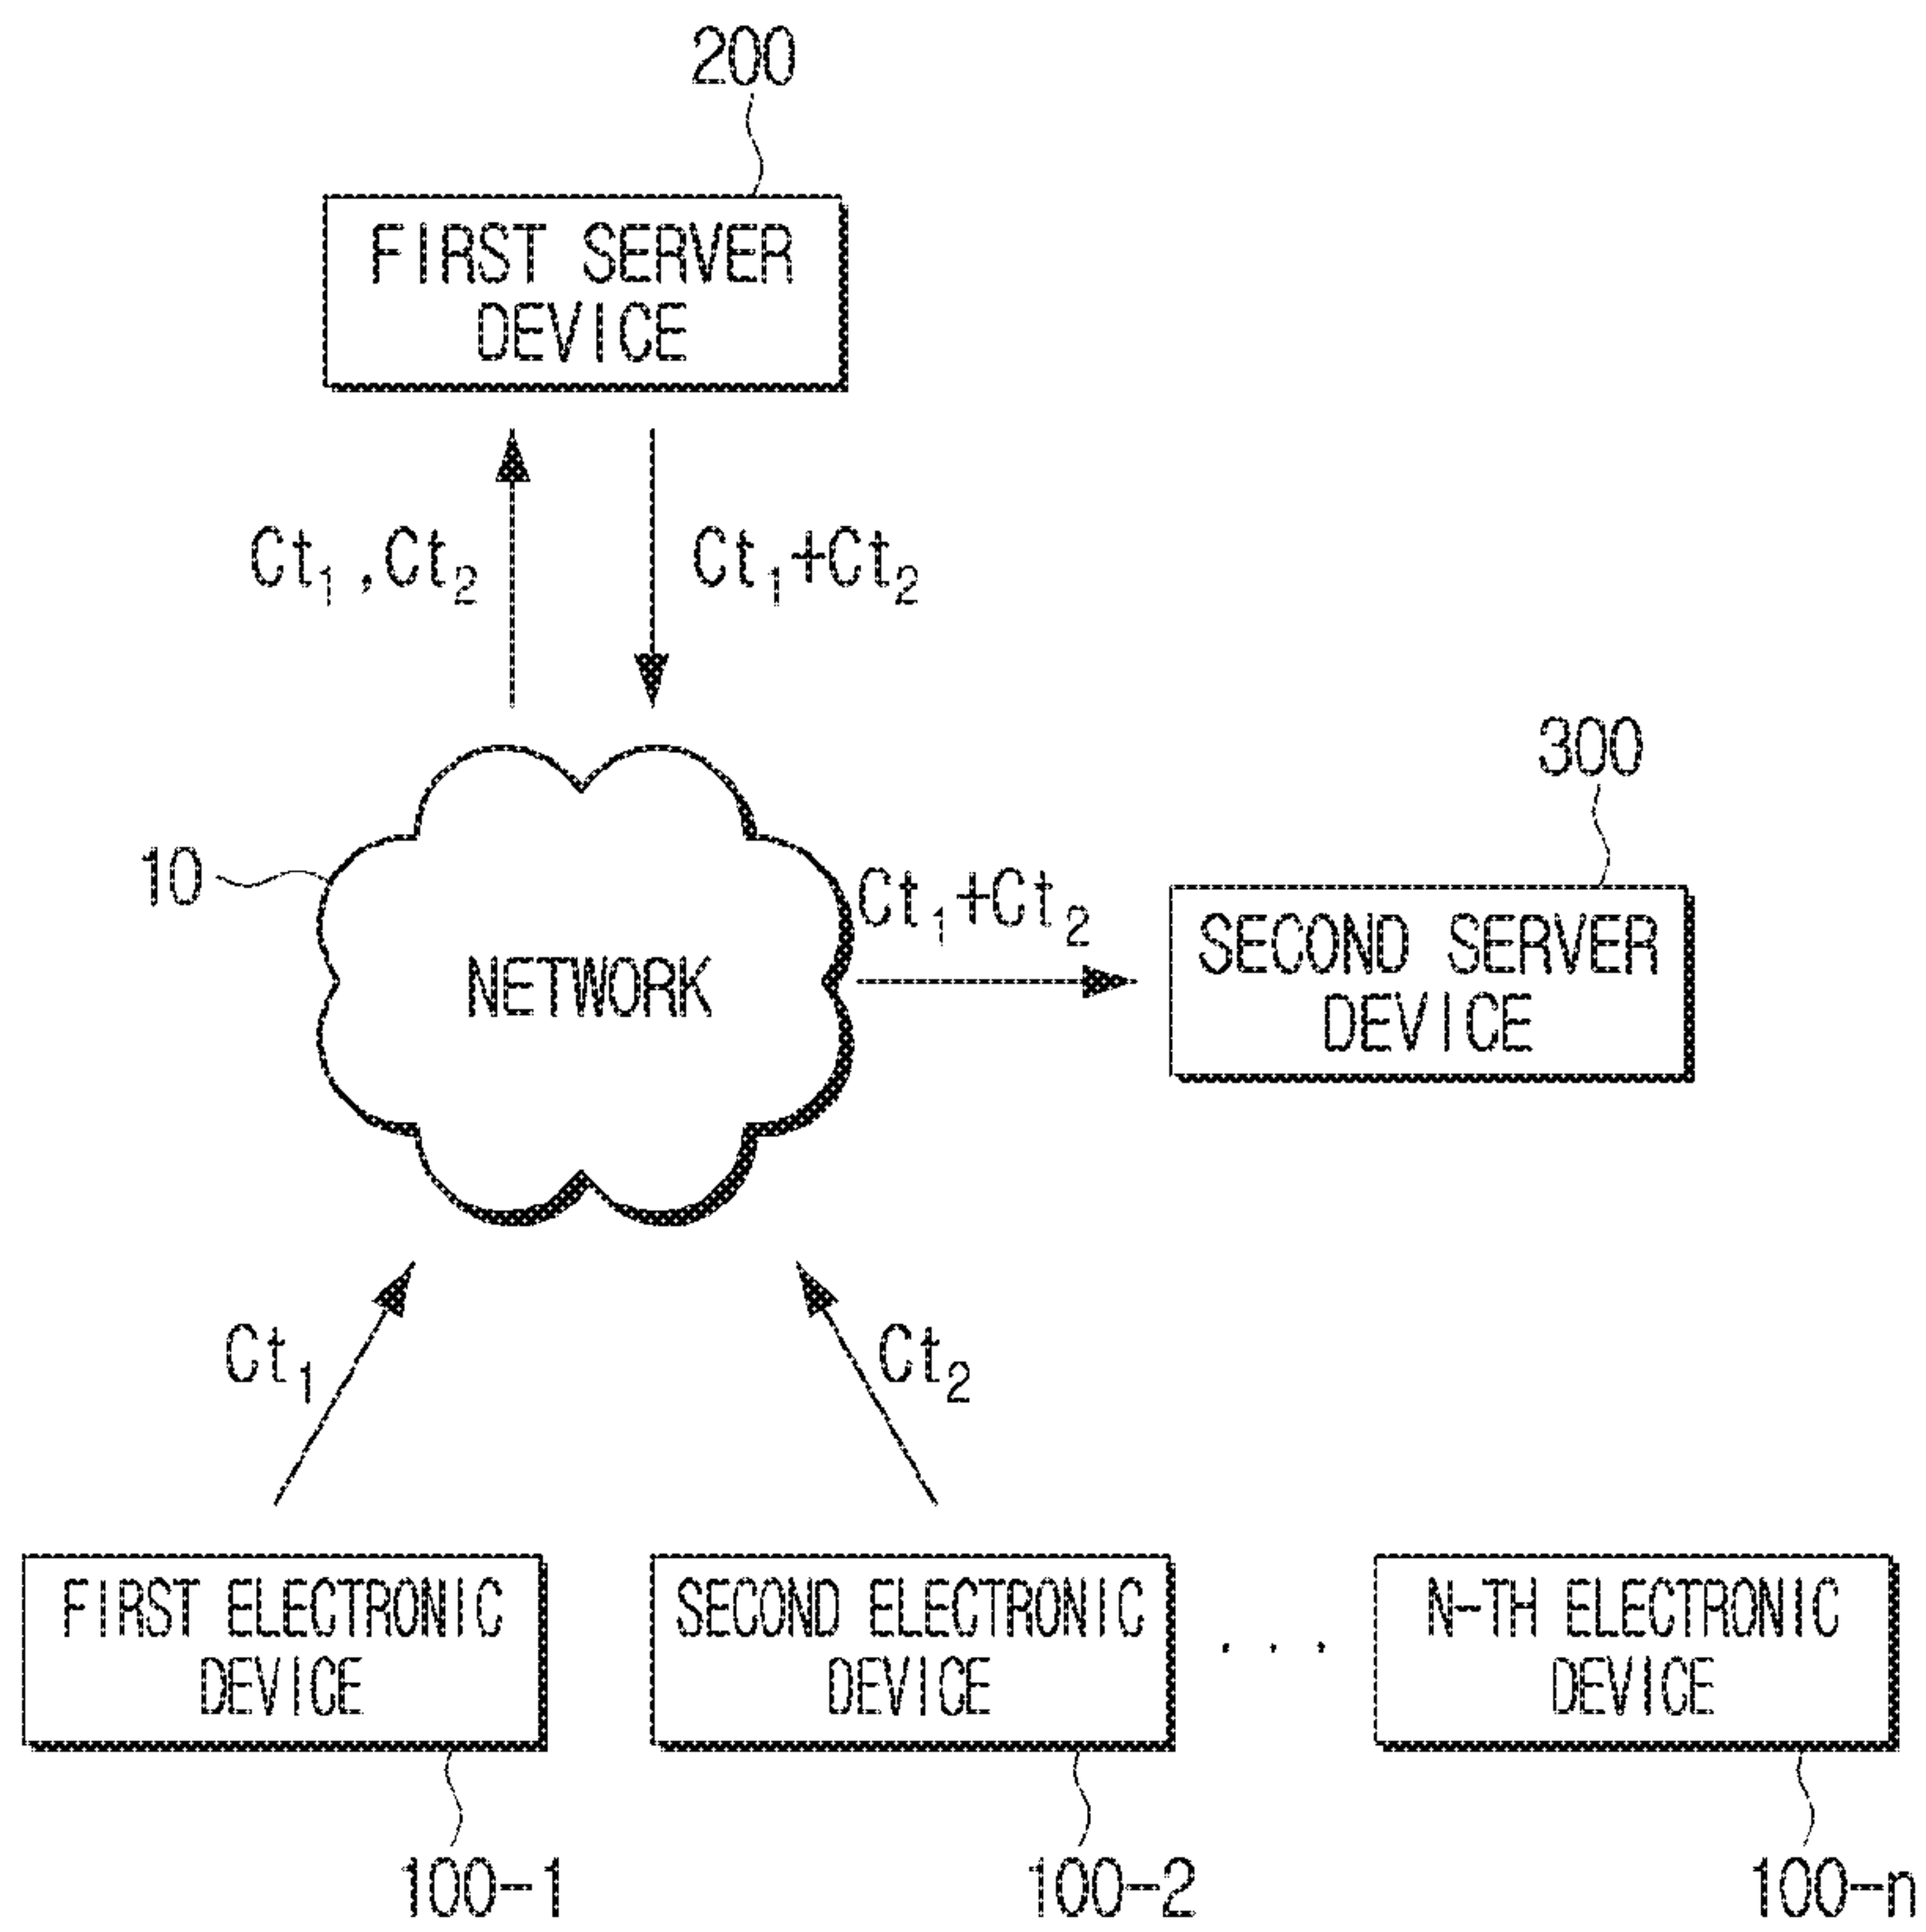 200
FIRST SERVER
DEVICE
Ct₁,Ct₂
Ct₁+Ct₂
300
10
Ct₁+Ct₂
NETWORK
SECOND SERVER
DEVICE
Ct₁
Ct₂
FIRST ELECTRONIC
DEVICE
SECOND ELECTRONIC
DEVICE
. . .
N-TH ELECTRONIC
DEVICE
100-1
100-2
100-n